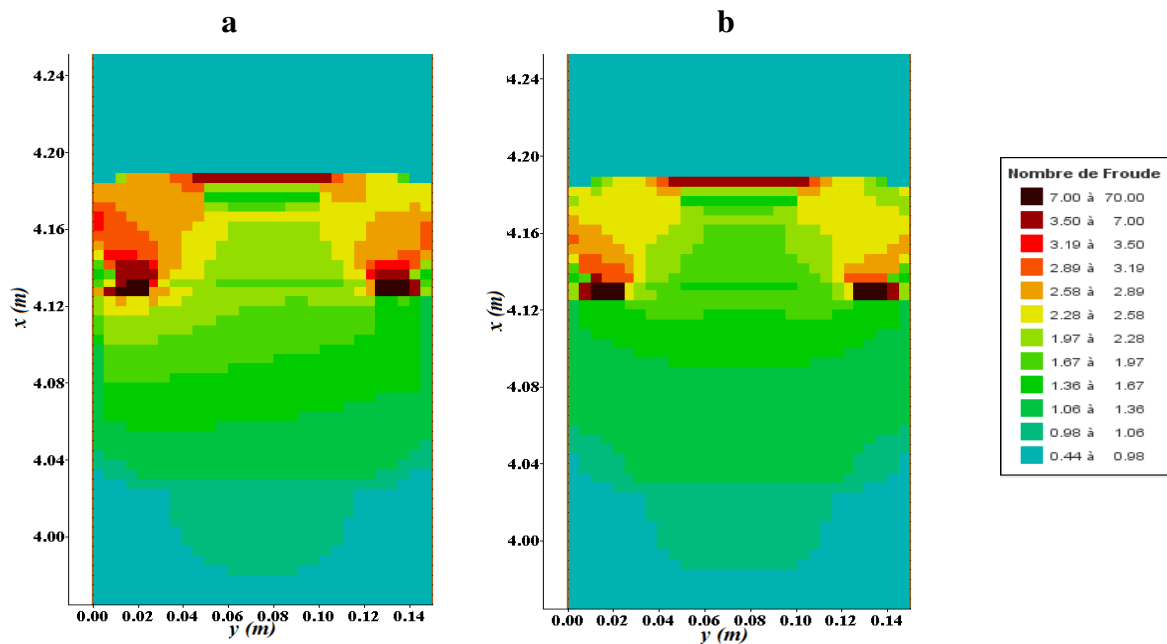 a
b
4.24
4.20
4.16
4.12
4.08
4.04
4.00
x (m)
0.00 0.02 0.04 0.06 0.08 0.10 0.12 0.14
y (m)
4.24
4.20
4.16
4.12
4.08
4.04
4.00
x (m)
0.00 0.02 0.04 0.06 0.08 0.10 0.12 0.14
y (m)
Nombre de Froude
7.00 à 70.00
3.50 à 7.00
3.19 à 3.50
2.89 à 3.19
2.58 à 2.89
2.28 à 2.58
1.97 à 2.28
1.67 à 1.97
1.36 à 1.67
1.06 à 1.36
0.98 à 1.06
0.44 à 0.98